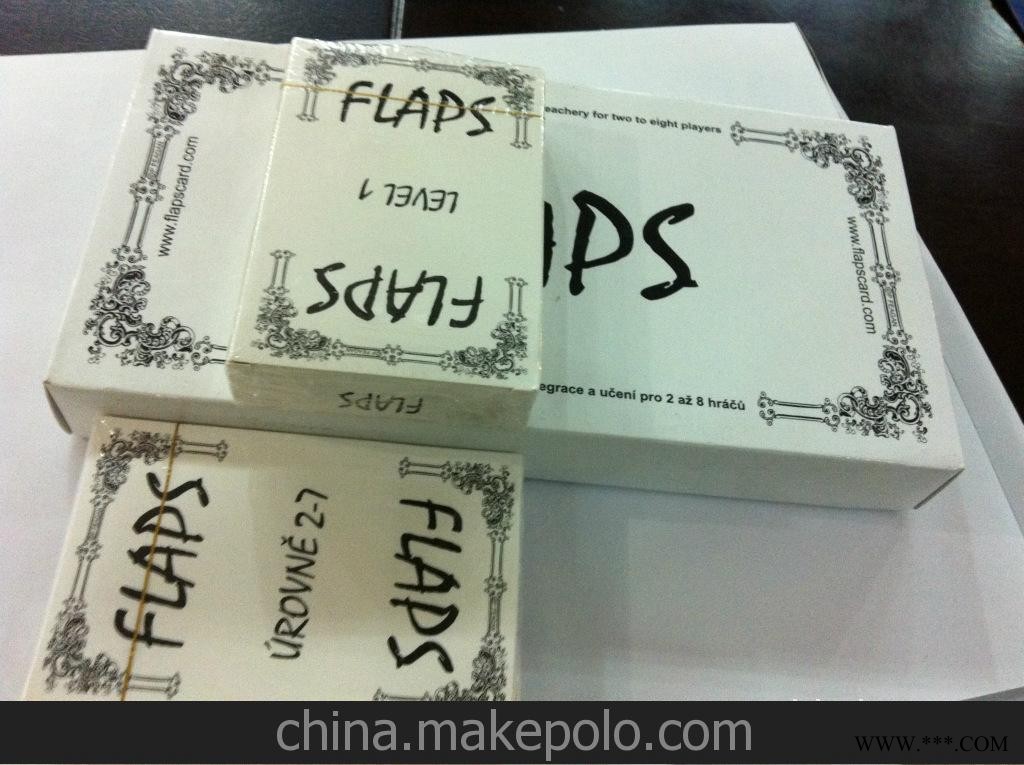 FLAPS
LEVEL 1
FLAPS
FLAPS
eachery for two to eight players
www.flapscard.com
APS
www.flapscard.com
egrace a učení pro 2 až 8 hráčů
FLAPS
ÚROVNĚ 2-7
FLAPS
china.makepolo.com
WWW.***.COM